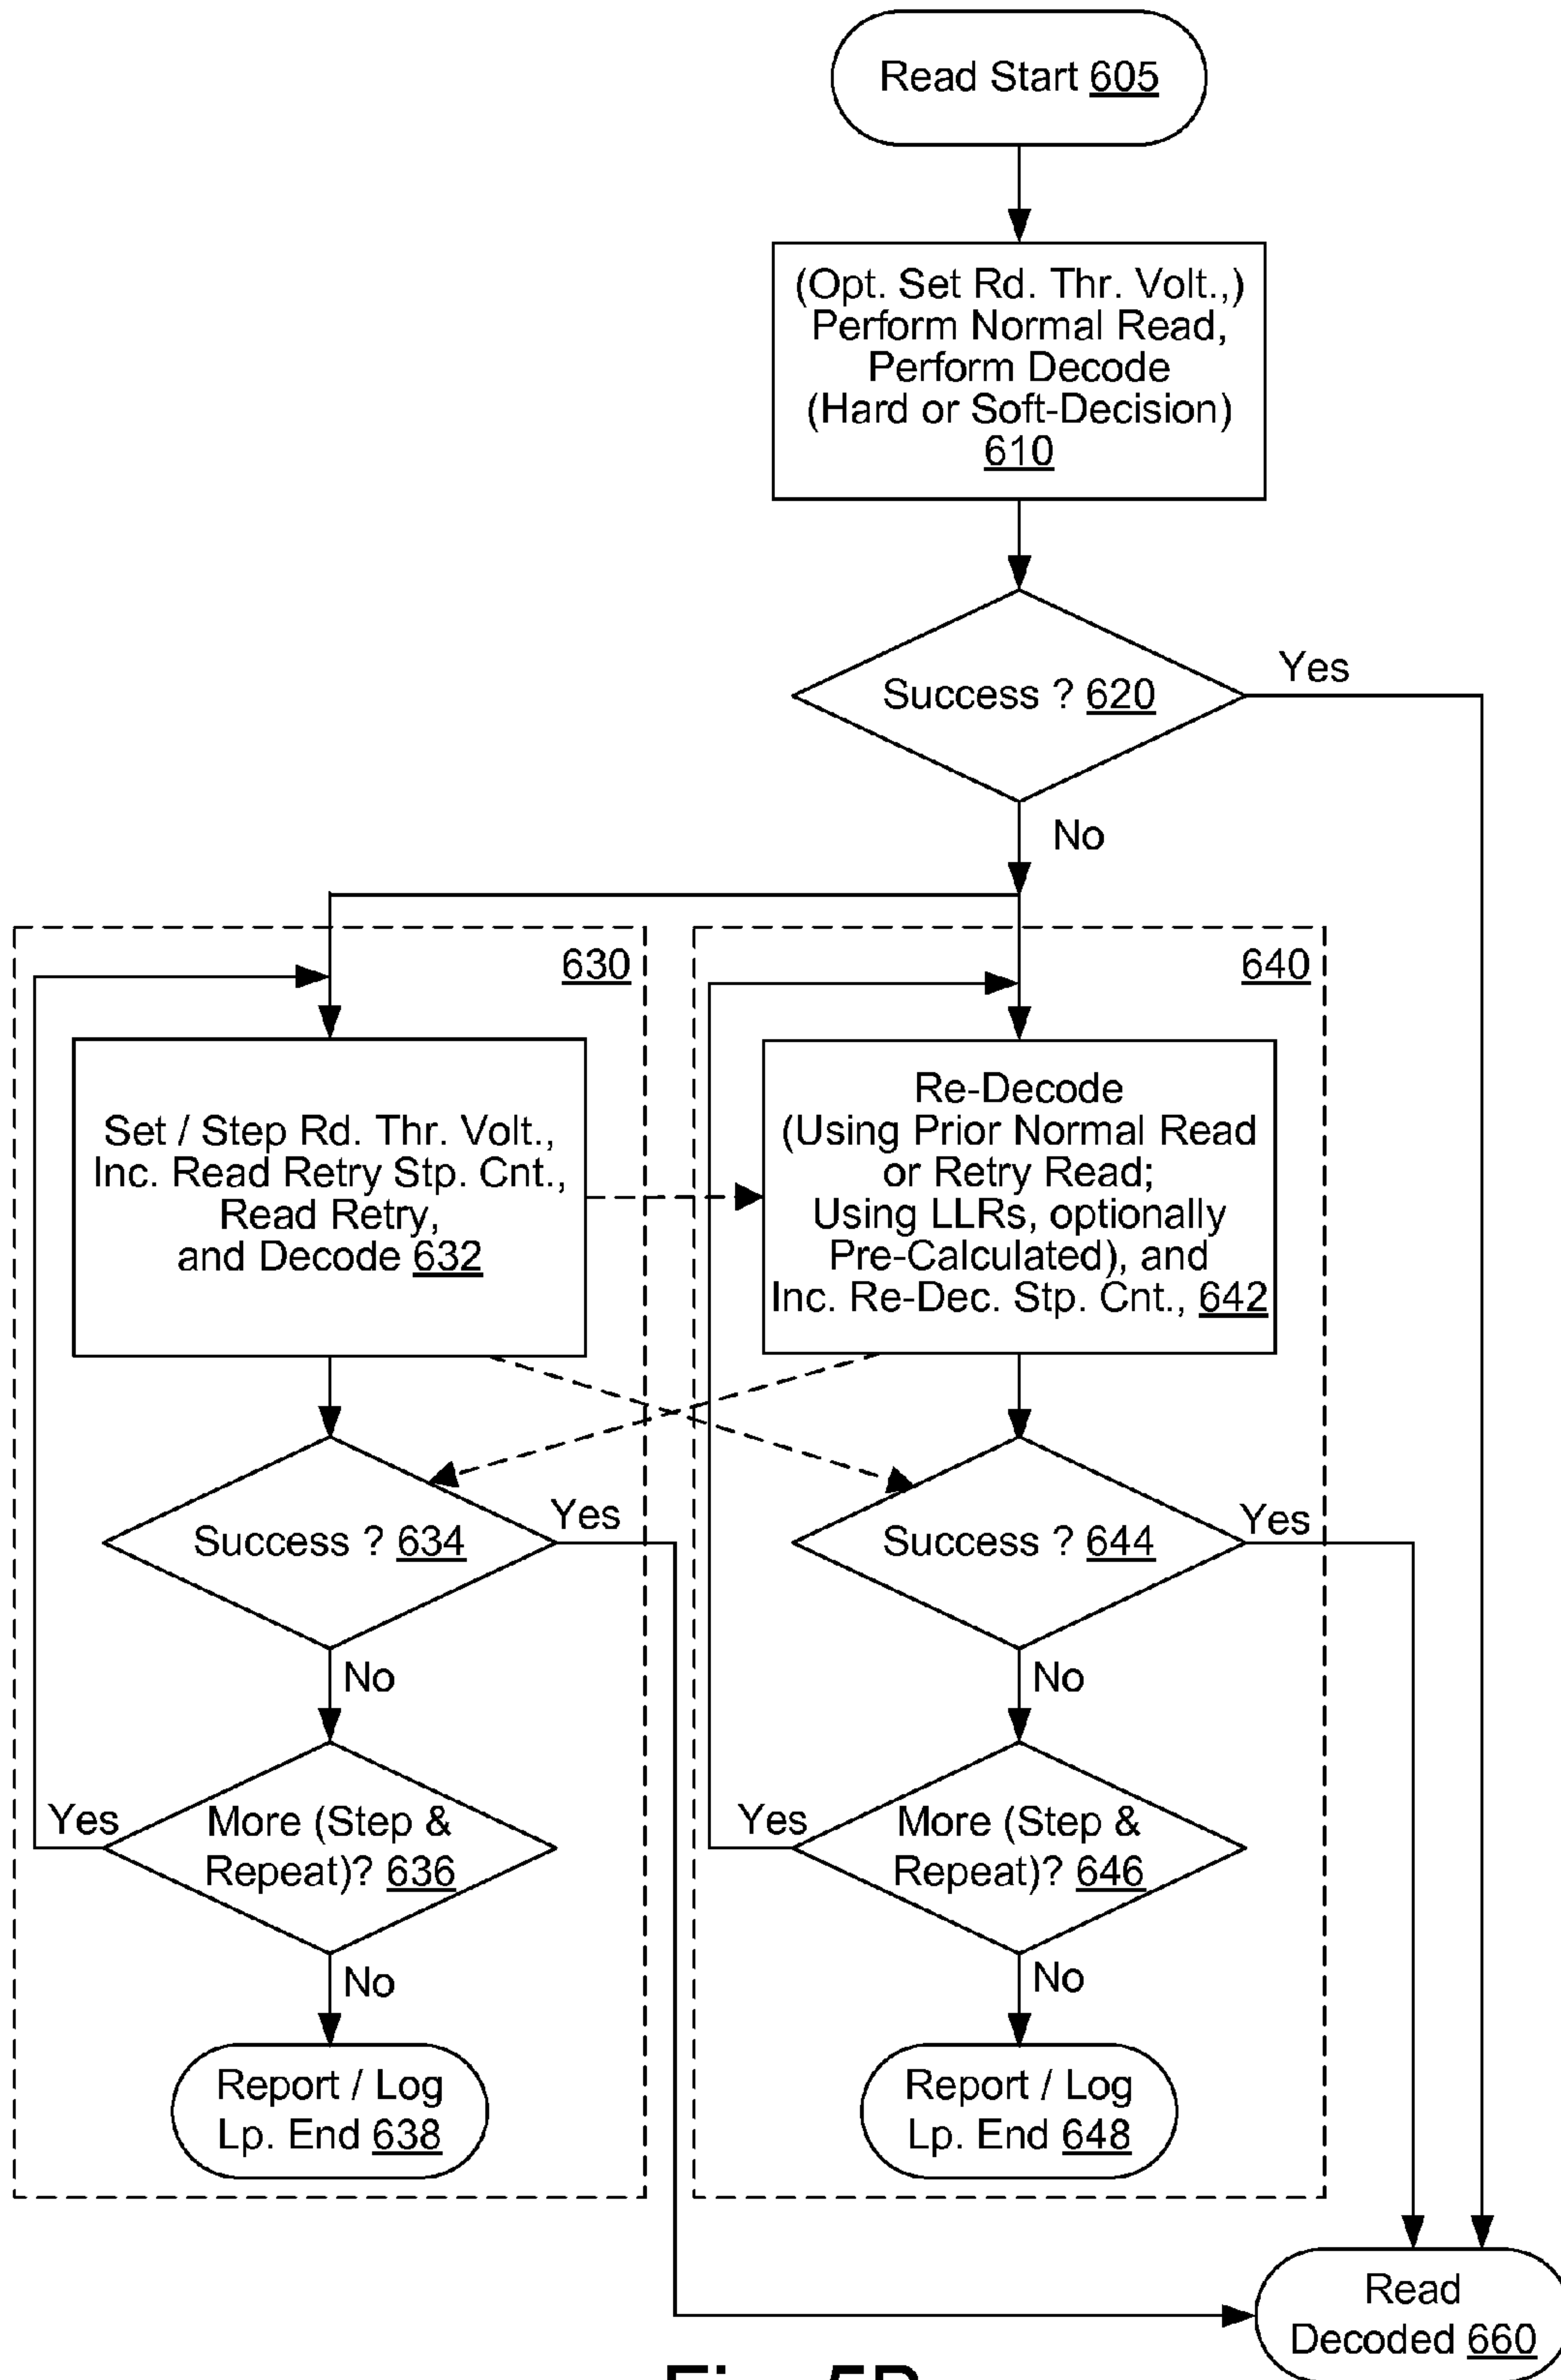 Read Start 605
(Opt. Set Rd. Thr. Volt.,)
Perform Normal Read,
Perform Decode
(Hard or Soft-Decision)
610
Success ? 620
Yes
No
630
Set / Step Rd. Thr. Volt.,
Inc. Read Retry Stp. Cnt.,
Read Retry,
and Decode 632
Success ? 634
Yes
No
More (Step &
Repeat)? 636
Yes
No
Report / Log
Lp. End 638
640
Re-Decode
(Using Prior Normal Read
or Retry Read;
Using LLRs, optionally
Pre-Calculated), and
Inc. Re-Dec. Stp. Cnt., 642
Success ? 644
Yes
No
More (Step &
Repeat)? 646
Yes
No
Report / Log
Lp. End 648
Read
Decoded 660